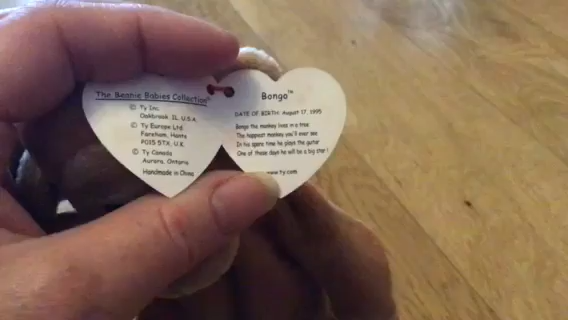 The Beanie Babies Collection®
© Ty Inc.
Oakbrook IL. U.S.A.
© Ty Europe Ltd.
Fareham, Hants
PO15 5TX, U.K.
© Ty Canada
Aurora, Ontario
Handmade in China
Bongo™
DATE OF BIRTH: August 17, 1995
Bongo the monkey lives in a tree
The happiest monkey you'll ever see
In his spare time he plays the guitar
One of these days he will be a big star!
.ty.com